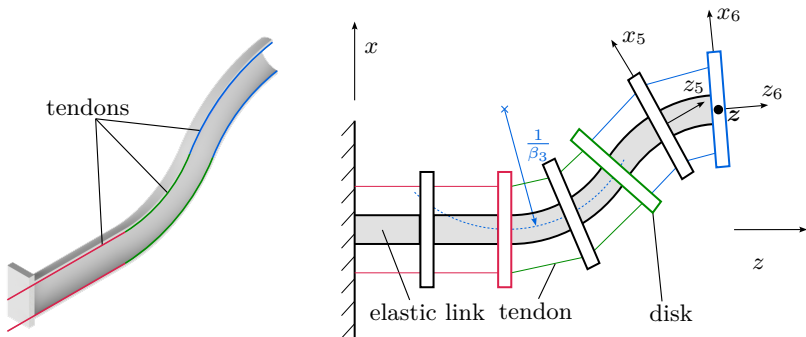 tendons
x
x₅
x₆
z₅
z₆
z
1/β₃
z
elastic link
tendon
disk